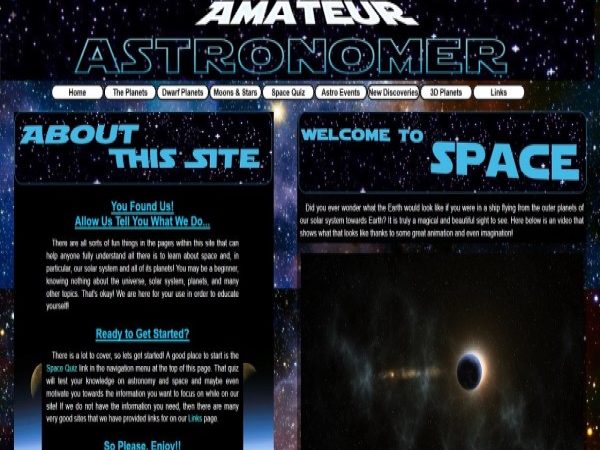 AMATEUR
ASTRONOMER
Home The Planets Dwarf Planets Moons & Stars Space Quiz Astro Events New Discoveries 3D Planets Links
ABOUT
THIS SITE
You Found Us!
Allow Us Tell You What We Do...
There are all sorts of fun things in the pages within this site that can
help anyone fully understand all there is to learn about space and, in
particular, our solar system and all of its planets! You may be a beginner,
knowing nothing about the universe, solar system, planets, and many
other topics. That's okay! We are here for your use in order to educate
yourself!
Ready to Get Started?
There is a lot to cover, so lets get started! A good place to start is the
Space Quiz link in the navigation menu at the top of this page. That quiz
will test your knowledge on astronomy and space and maybe even
motivate you towards the information you want to focus on while on our
site! If we do not have the information you need, then there are many
very good sites that we have provided links for on our Links page.
So Please, Enjoy!!
WELCOME TO
SPACE
Did you ever wonder what the Earth would look like if you were in a ship flying from the outer planets of
our solar system towards Earth? It is truly a magical and beautiful sight to see. Here below is an video that
shows what that looks like thanks to some great animation and even imagination!